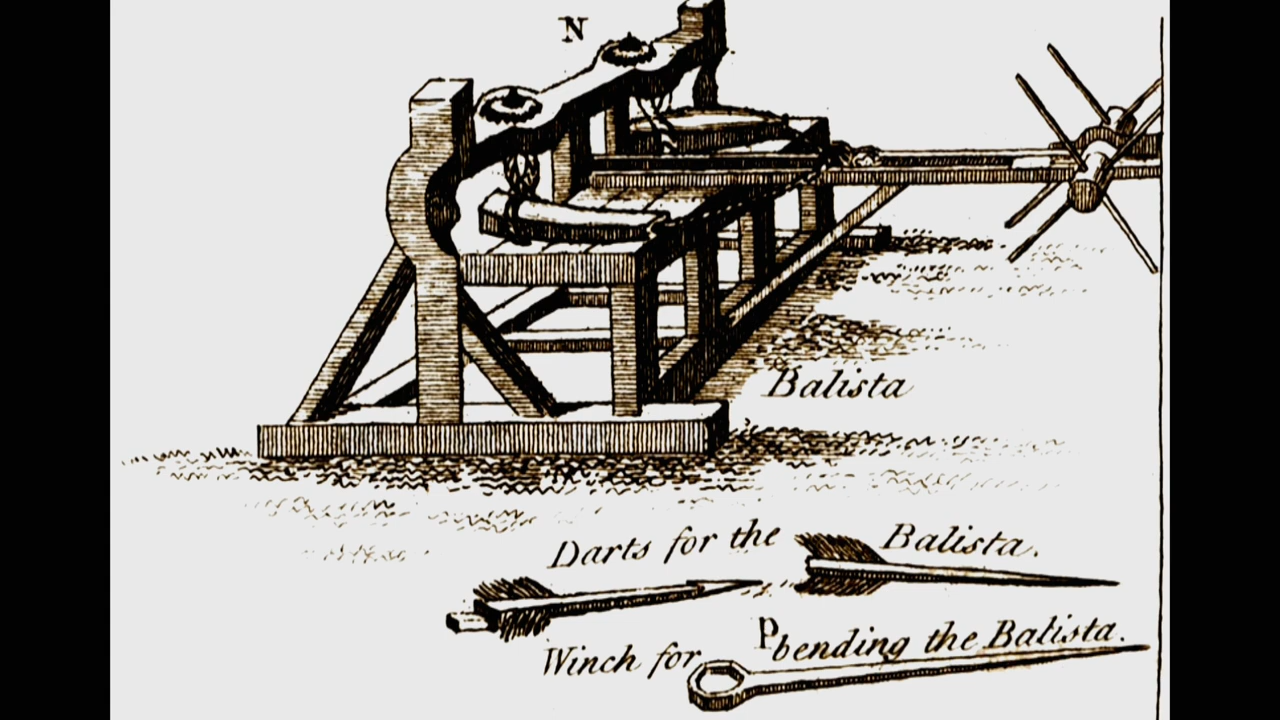 N
Balista
Darts for the Balista.
P
Winch for bending the Balista.